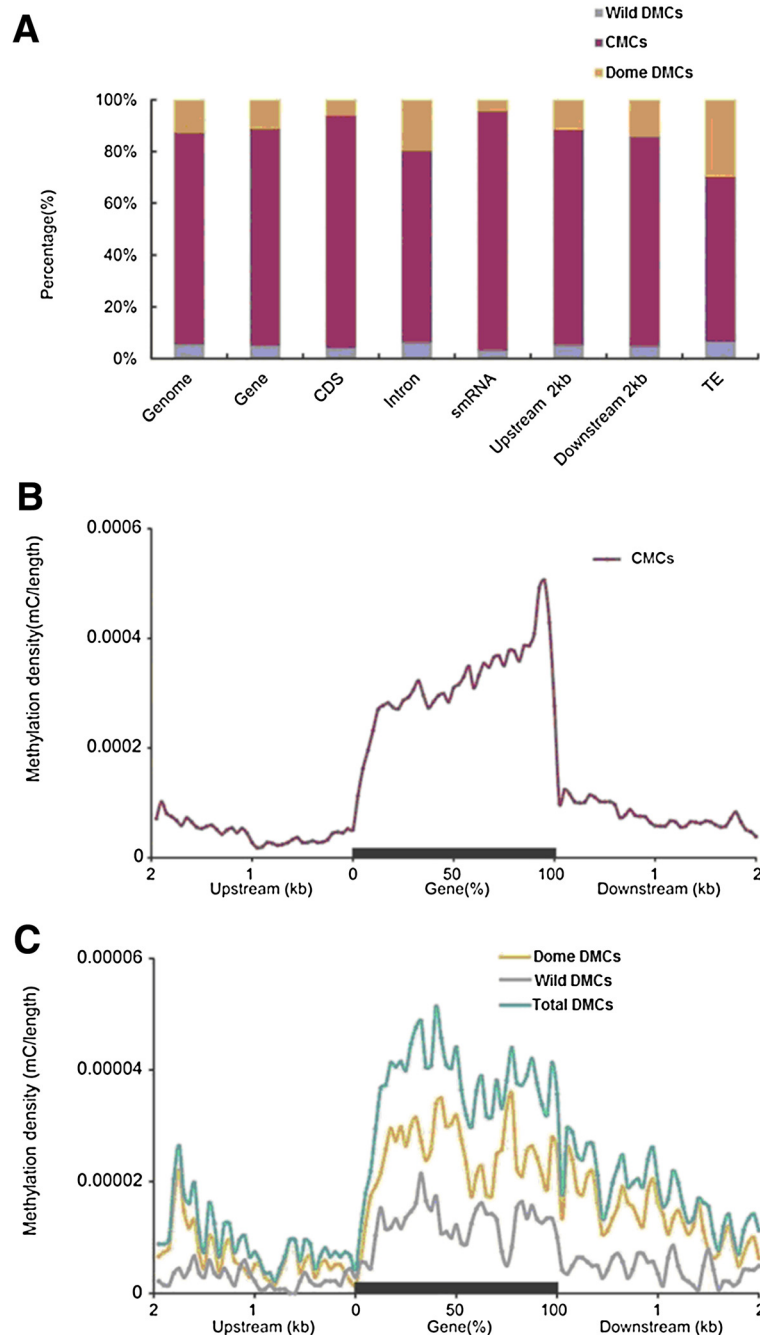 A
Wild DMCs
CMCs
Dome DMCs
100%
80%
60%
40%
20%
0%
Percentage(%)
Genome
Gene
CDS
Intron
smRNA
Upstream 2kb
Downstream 2kb
TE
B
0.0006
0.0004
0.0002
0
Methylation density(mC/length)
CMCs
2
1
0
50
100
1
2
Upstream (kb)
Gene(%)
Downstream (kb)
C
0.00006
0.00004
0.00002
0
Methylation density (mC/length)
Dome DMCs
Wild DMCs
Total DMCs
2
1
0
50
100
1
2
Upstream (kb)
Gene(%)
Downstream (kb)